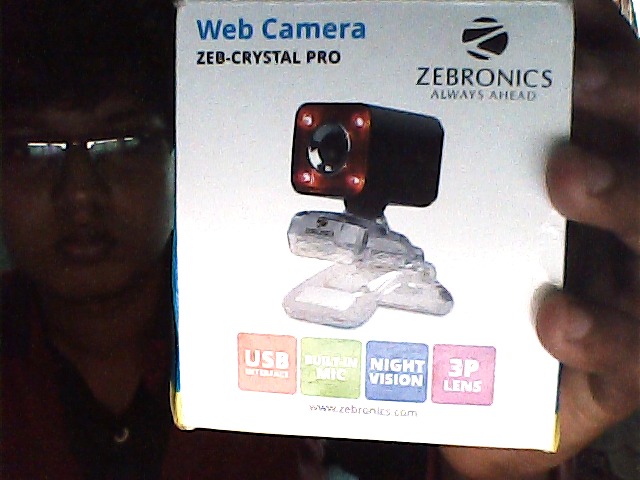 Web Camera
ZEB-CRYSTAL PRO
ZEBRONICS
ALWAYS AHEAD
ZEBRONICS
USB
INTERFACE
BUILT-IN
MIC
NIGHT
VISION
3P
LENS
www.zebronics.com